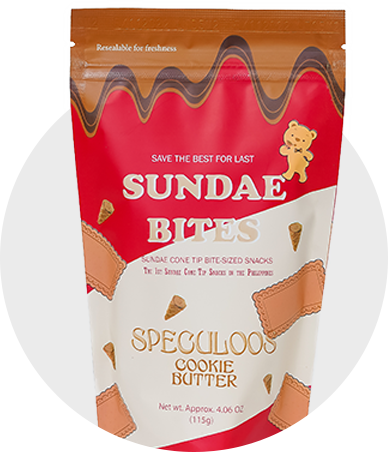 Resealable for freshness
SAVE THE BEST FOR LAST
SUNDAE
BITES
SUNDAE CONE TIP BITE-SIZED SNACKS
The 1st Sundae Cone Tip Snacks in the Philippines
SPECULOOS
COOKIE
BUTTER
Net wt. Approx. 4.06 OZ
(115g)